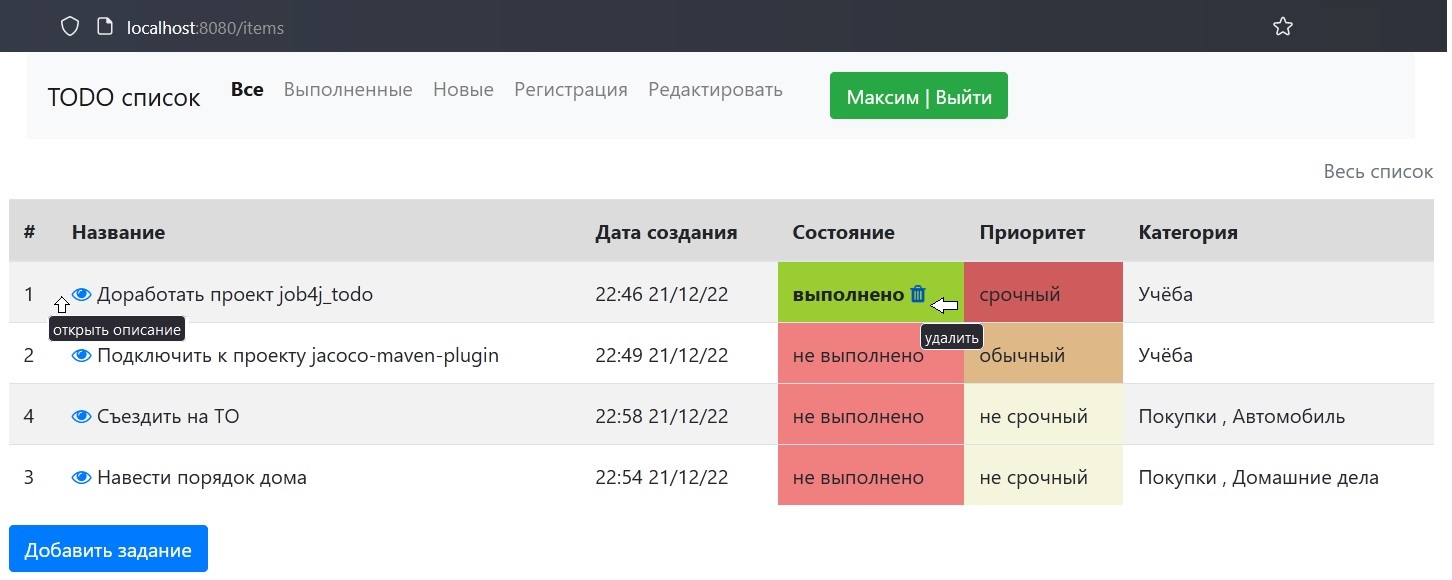 localhost:8080/items
TODO список Все Выполненные Новые Регистрация Редактировать Максим | Выйти
Весь список
# Название Дата создания Состояние Приоритет Категория
1 Доработать проект job4j_todo 22:46 21/12/22 выполнено срочный Учёба
открыть описание удалить
2 Подключить к проекту jacoco-maven-plugin 22:49 21/12/22 не выполнено обычный Учёба
4 Съездить на ТО 22:58 21/12/22 не выполнено не срочный Покупки , Автомобиль
3 Навести порядок дома 22:54 21/12/22 не выполнено не срочный Покупки , Домашние дела
Добавить задание